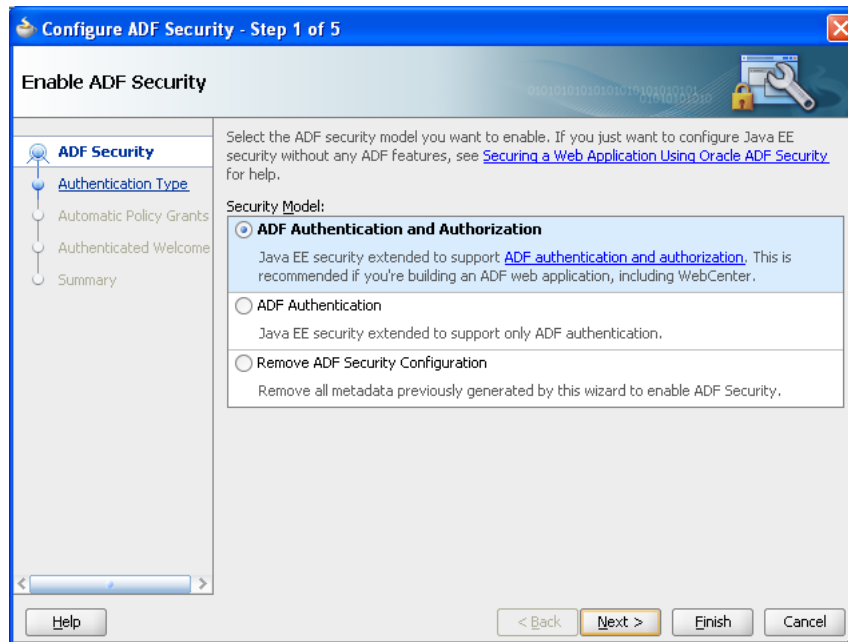 Configure ADF Security - Step 1 of 5
Enable ADF Security
ADF Security
Authentication Type
Automatic Policy Grants
Authenticated Welcome
Summary
Select the ADF security model you want to enable. If you just want to configure Java EE
security without any ADF features, see Securing a Web Application Using Oracle ADF Security
for help.
Security Model:
ADF Authentication and Authorization
Java EE security extended to support ADF authentication and authorization. This is
recommended if you're building an ADF web application, including WebCenter.
ADF Authentication
Java EE security extended to support only ADF authentication.
Remove ADF Security Configuration
Remove all metadata previously generated by this wizard to enable ADF Security.
Help
< Back
Next >
Finish
Cancel